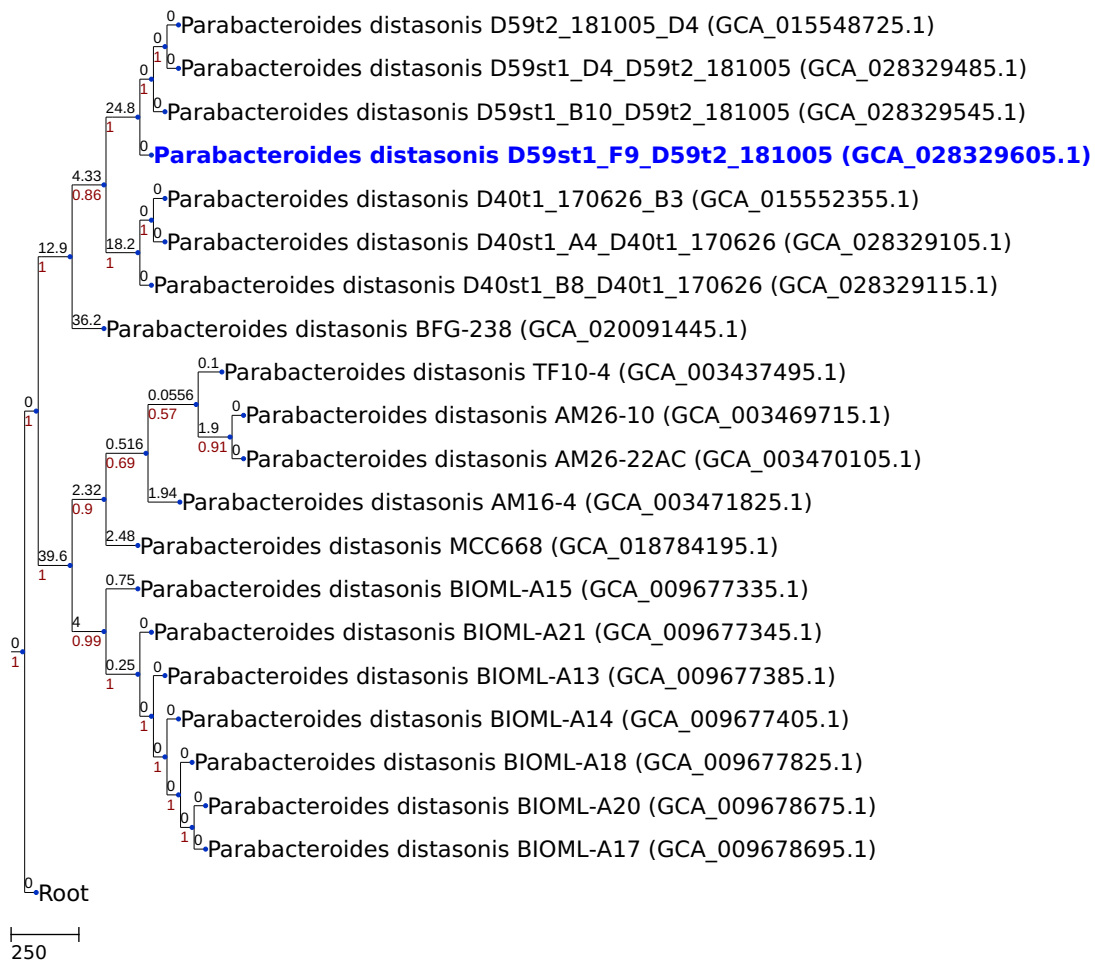 0
Parabacteroides distasonis D59t2_181005_D4 (GCA_015548725.1)
0
1
0
Parabacteroides distasonis D59st1_D4_D59t2_181005 (GCA_028329485.1)
0
1
24.8
1
0
Parabacteroides distasonis D59st1_B10_D59t2_181005 (GCA_028329545.1)
0
Parabacteroides distasonis D59st1_F9_D59t2_181005 (GCA_028329605.1)
4.33
0.86
0
Parabacteroides distasonis D40t1_170626_B3 (GCA_015552355.1)
0
1
0
Parabacteroides distasonis D40st1_A4_D40t1_170626 (GCA_028329105.1)
12.9
1
18.2
1
0
Parabacteroides distasonis D40st1_B8_D40t1_170626 (GCA_028329115.1)
36.2
Parabacteroides distasonis BFG-238 (GCA_020091445.1)
0.1
Parabacteroides distasonis TF10-4 (GCA_003437495.1)
0
1
0.0556
0.57
0
Parabacteroides distasonis AM26-10 (GCA_003469715.1)
1.9
0.91
0
Parabacteroides distasonis AM26-22AC (GCA_003470105.1)
0.516
0.69
1.94
Parabacteroides distasonis AM16-4 (GCA_003471825.1)
2.32
0.9
2.48
Parabacteroides distasonis MCC668 (GCA_018784195.1)
39.6
1
0.75
Parabacteroides distasonis BIOML-A15 (GCA_009677335.1)
4
0.99
0
Parabacteroides distasonis BIOML-A21 (GCA_009677345.1)
0
1
0.25
1
0
Parabacteroides distasonis BIOML-A13 (GCA_009677385.1)
0
1
0
Parabacteroides distasonis BIOML-A14 (GCA_009677405.1)
0
1
0
Parabacteroides distasonis BIOML-A18 (GCA_009677825.1)
0
1
0
Parabacteroides distasonis BIOML-A20 (GCA_009678675.1)
0
1
0
Parabacteroides distasonis BIOML-A17 (GCA_009678695.1)
0
Root
250